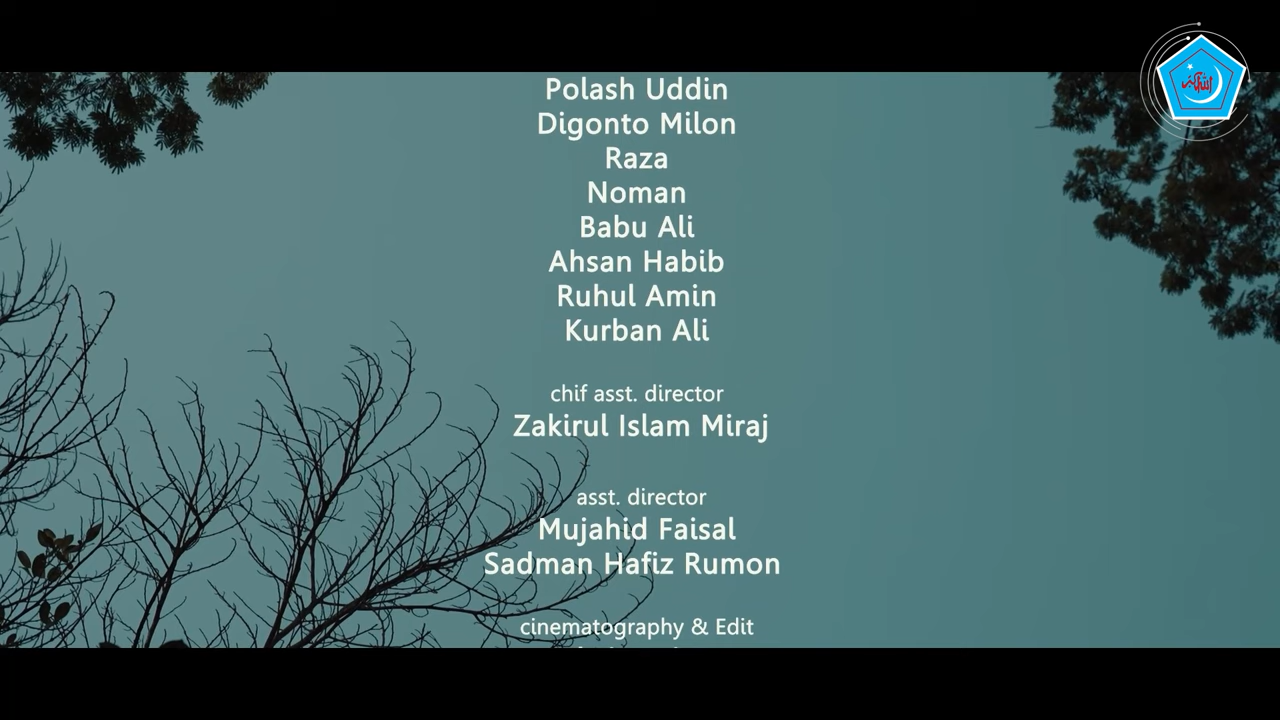 Polash Uddin
Digonto Milon
Raza
Noman
Babu Ali
Ahsan Habib
Ruhul Amin
Kurban Ali
chif asst. director
Zakirul Islam Miraj
asst. director
Mujahid Faisal
Sadman Hafiz Rumon
cinematography & Edit